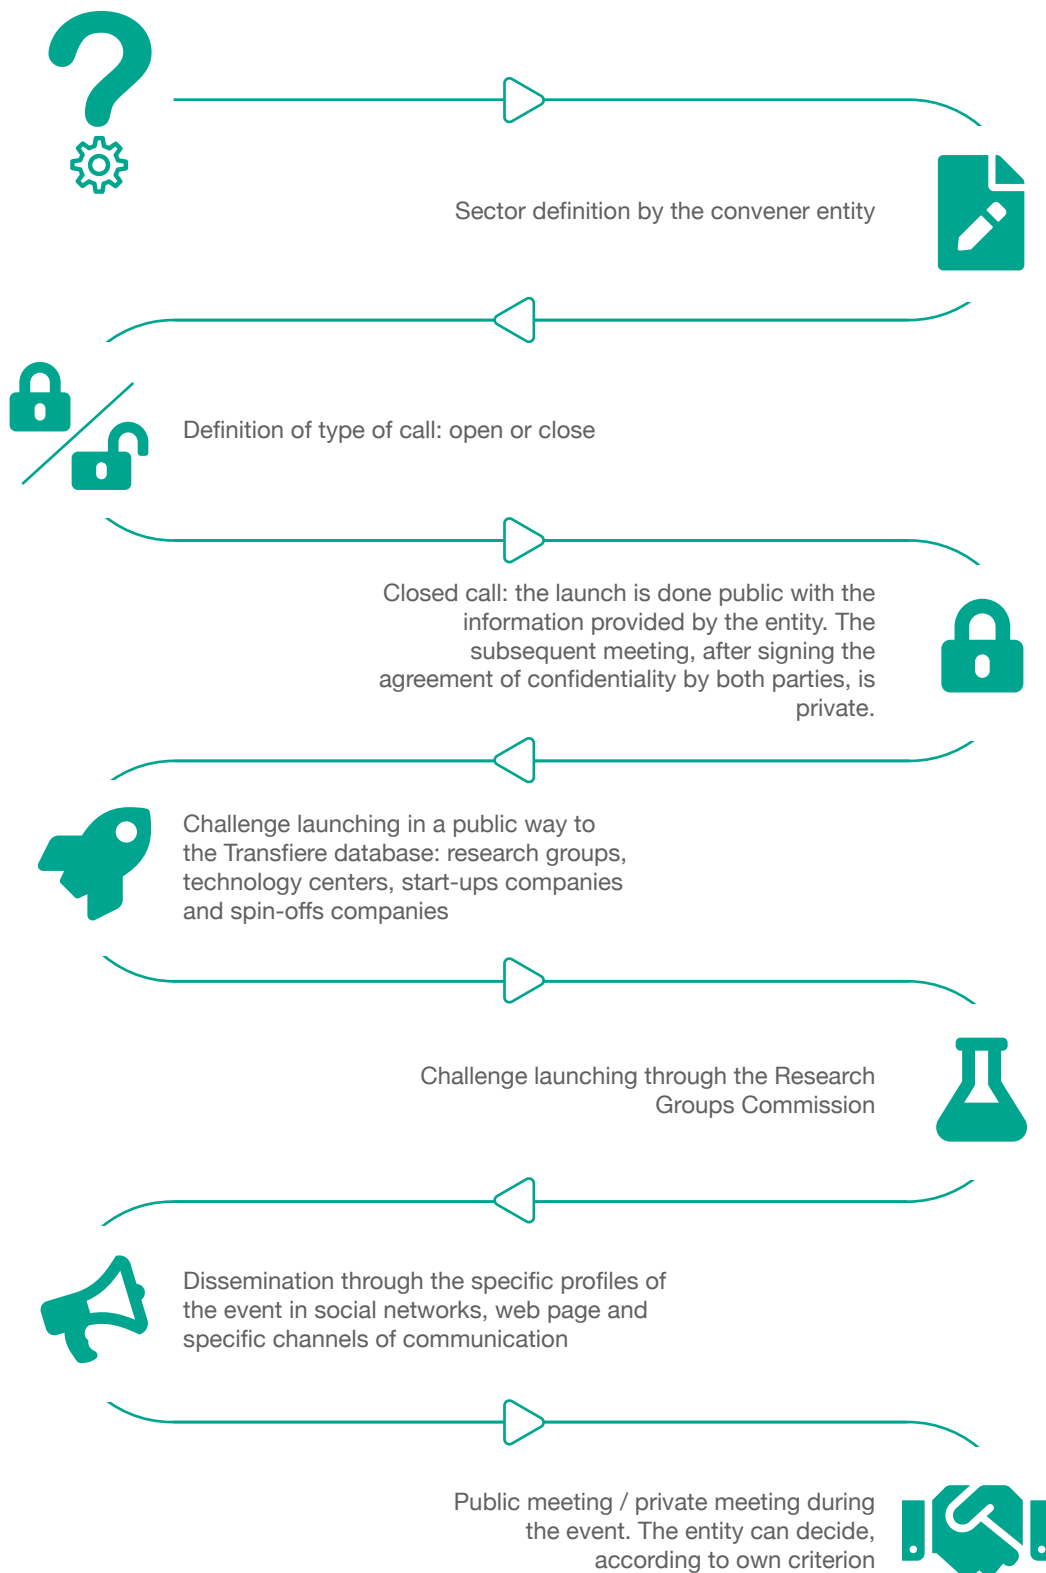 Sector definition by the convener entity
Definition of type of call: open or close
Closed call: the launch is done public with the
information provided by the entity. The
subsequent meeting, after signing the
agreement of confidentiality by both parties, is
private.
Challenge launching in a public way to
the Transfiere database: research groups,
technology centers, start-ups companies
and spin-offs companies
Challenge launching through the Research
Groups Commission
Dissemination through the specific profiles of
the event in social networks, web page and
specific channels of communication
Public meeting / private meeting during
the event. The entity can decide,
according to own criterion